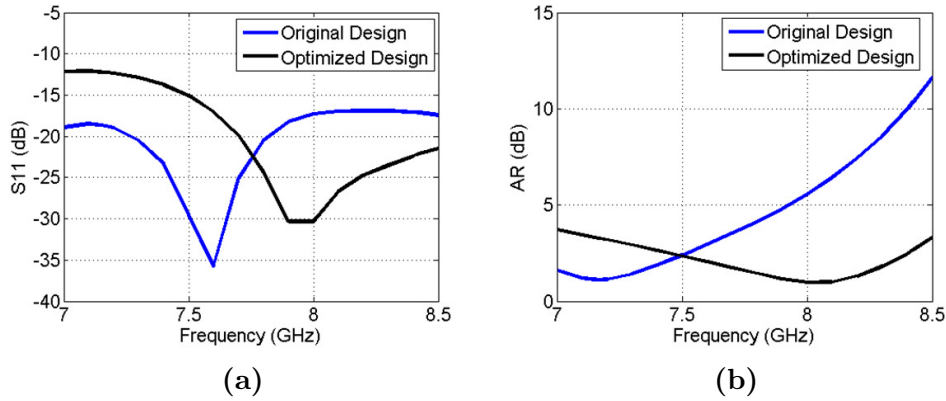 -5
-10
-15
-20
-25
-30
-35
-40
S11 (dB)
Original Design
Optimized Design
7
7.5
8
8.5
Frequency (GHz)
(a)
15
10
5
0
AR (dB)
Original Design
Optimized Design
7
7.5
8
8.5
Frequency (GHz)
(b)